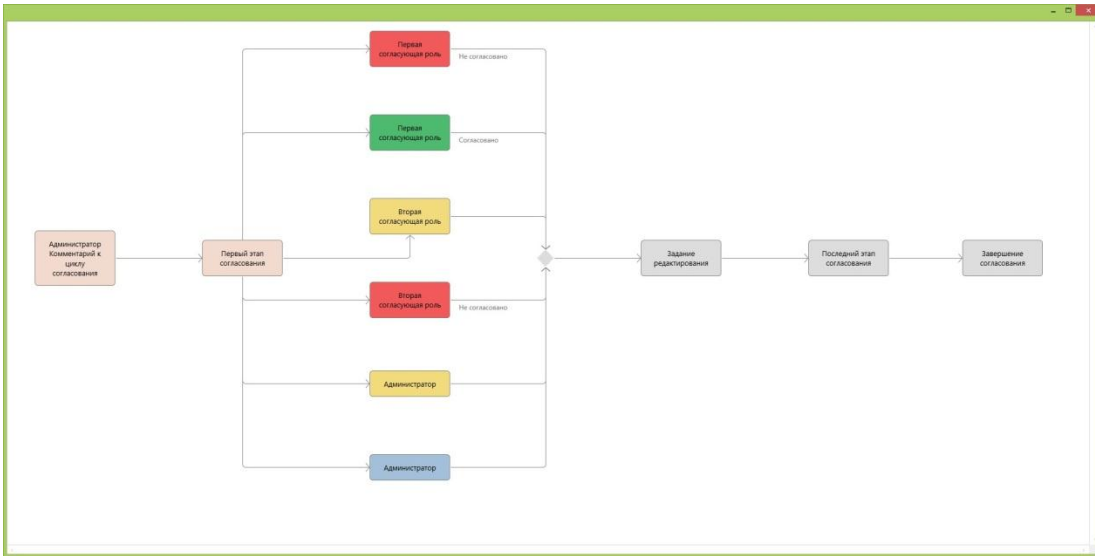 Первая
согласующая роль
Не согласовано
Первая
согласующая роль
Согласовано
Вторая
согласующая роль
Администратор
Комментарий к
циклу
согласования
Первый этап
согласования
Задание
редактирования
Последний этап
согласования
Завершение
согласования
Вторая
согласующая роль
Не согласовано
Администратор
Администратор